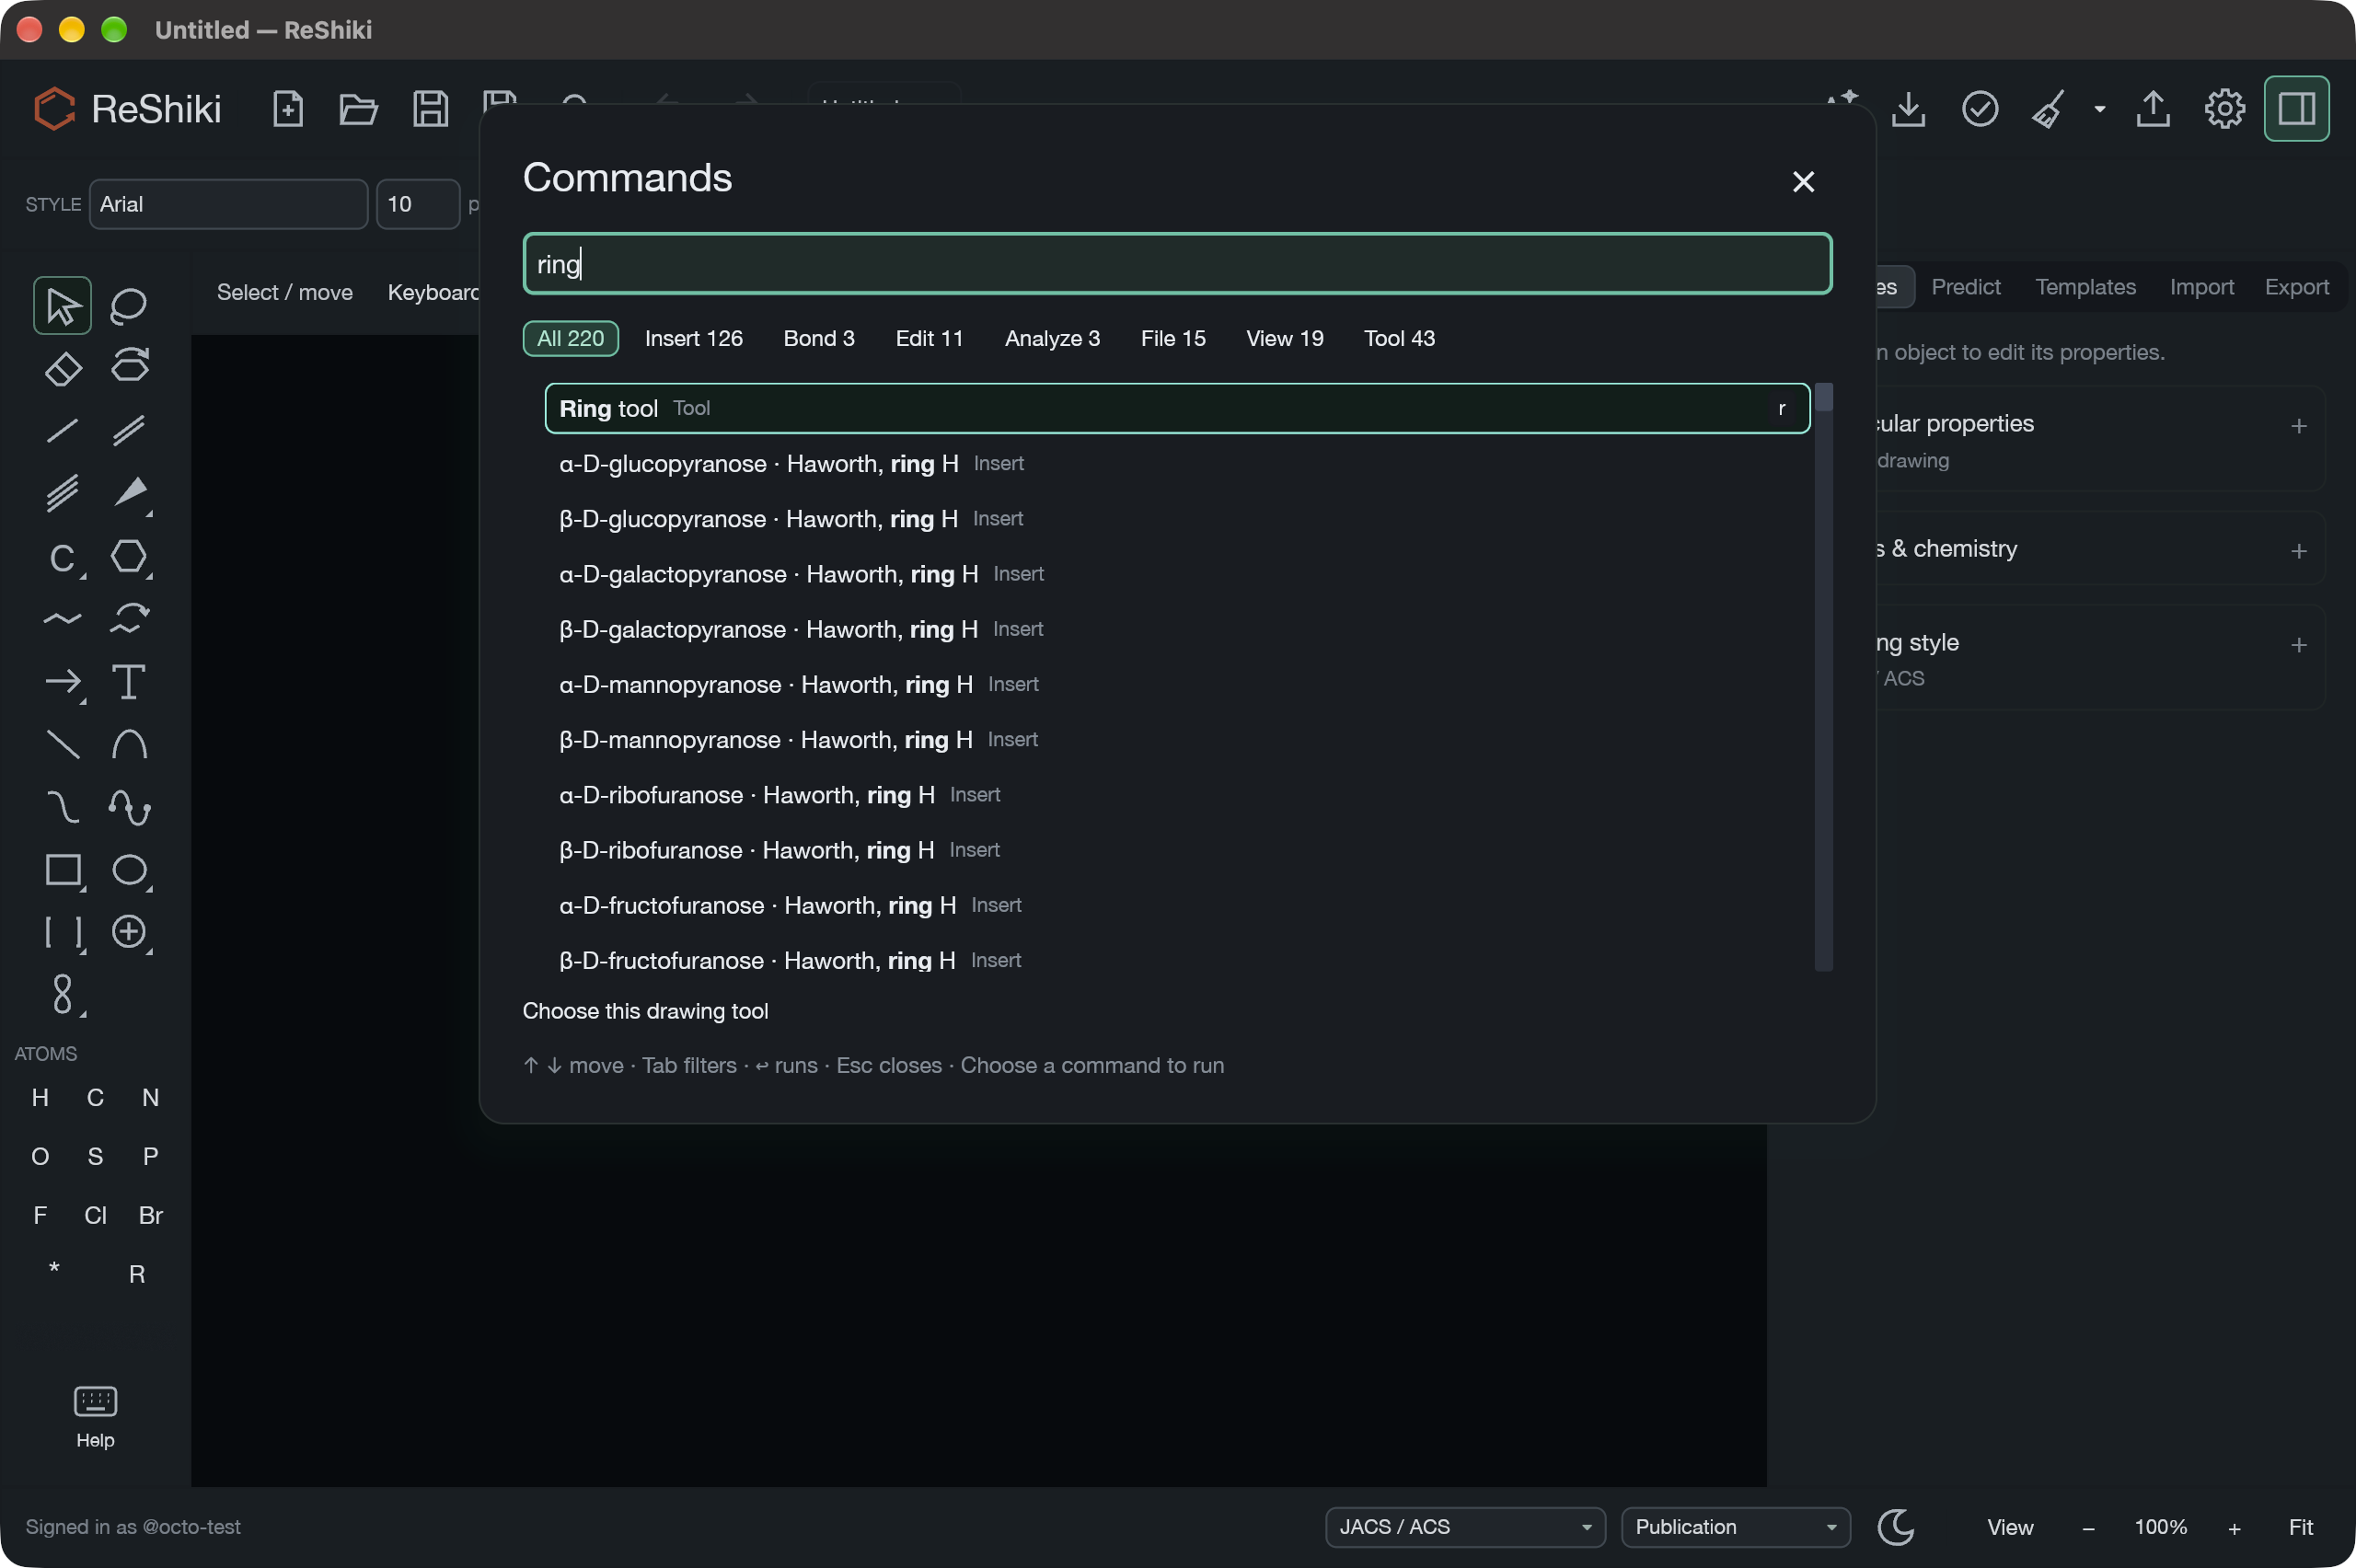 Untitled — ReShiki
ReShiki
STYLE Arial 10
Commands
ring
All 220 Insert 126 Bond 3 Edit 11 Analyze 3 File 15 View 19 Tool 43
Ring tool Tool r
α-D-glucopyranose · Haworth, ring H Insert
β-D-glucopyranose · Haworth, ring H Insert
α-D-galactopyranose · Haworth, ring H Insert
β-D-galactopyranose · Haworth, ring H Insert
α-D-mannopyranose · Haworth, ring H Insert
β-D-mannopyranose · Haworth, ring H Insert
α-D-ribofuranose · Haworth, ring H Insert
β-D-ribofuranose · Haworth, ring H Insert
α-D-fructofuranose · Haworth, ring H Insert
β-D-fructofuranose · Haworth, ring H Insert
Choose this drawing tool
↑ ↓ move · Tab filters · ↩ runs · Esc closes · Choose a command to run
Select / move Keyboard
Predict Templates Import Export
n object to edit its properties.
cular properties +
drawing
s & chemistry +
ng style +
/ ACS
C
T
[ ]
ATOMS
H C N
O S P
F Cl Br
* R
Help
Signed in as @octo-test
JACS / ACS Publication View – 100% + Fit